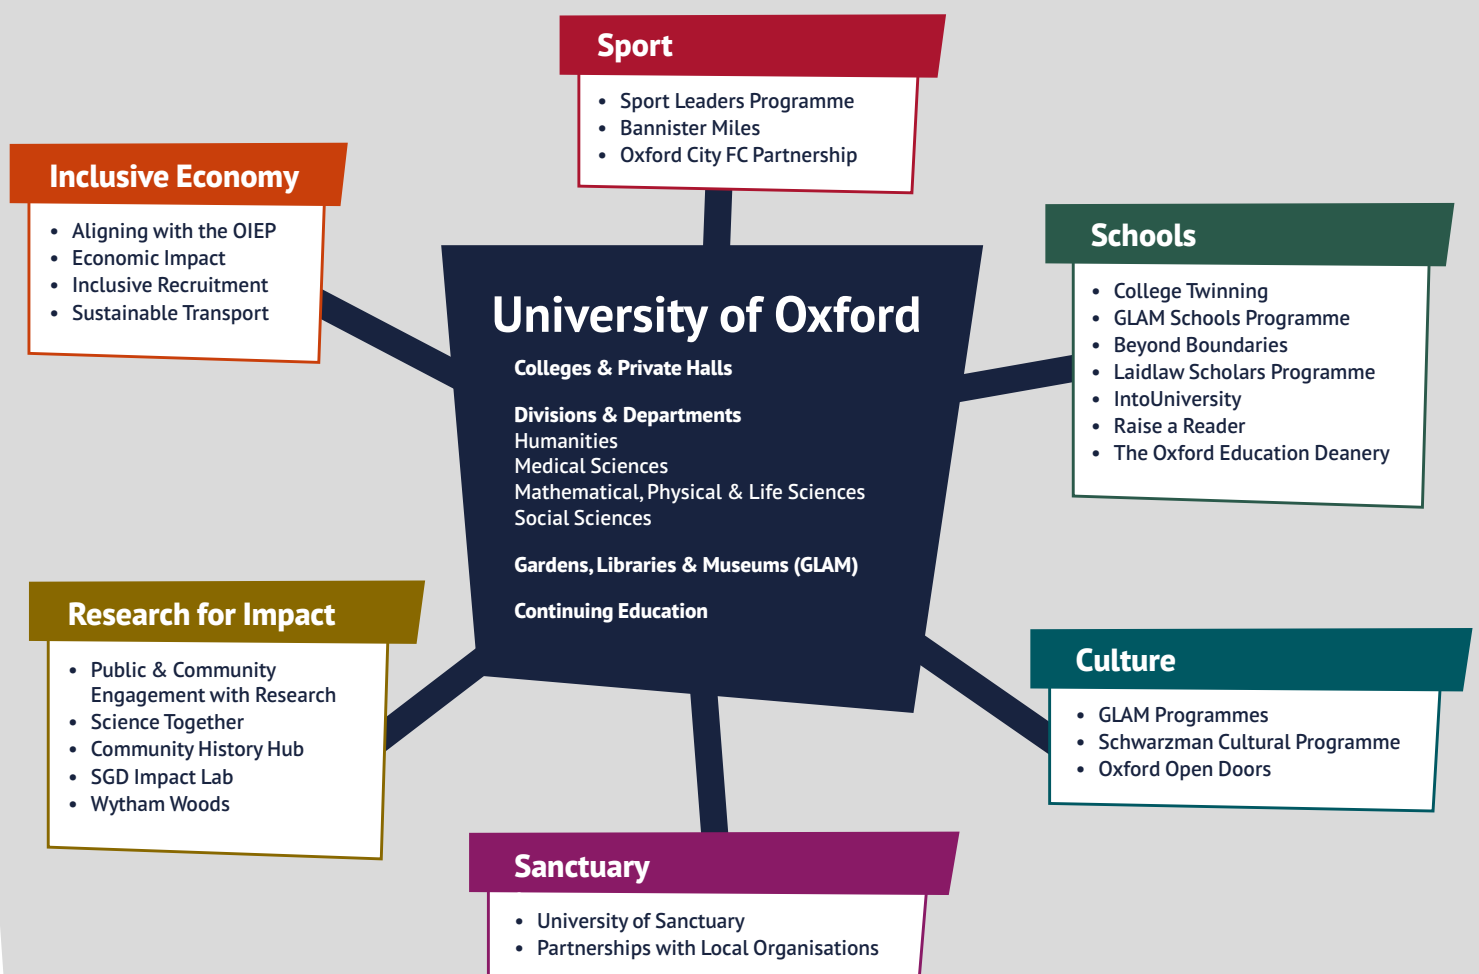 Sport
• Sport Leaders Programme
• Bannister Miles
• Oxford City FC Partnership
Inclusive Economy
• Aligning with the OIEP
• Economic Impact
• Inclusive Recruitment
• Sustainable Transport
Schools
• College Twinning
• GLAM Schools Programme
• Beyond Boundaries
• Laidlaw Scholars Programme
• IntoUniversity
• Raise a Reader
• The Oxford Education Deanery
University of Oxford
Colleges & Private Halls
Divisions & Departments
Humanities
Medical Sciences
Mathematical, Physical & Life Sciences
Social Sciences
Gardens, Libraries & Museums (GLAM)
Continuing Education
Research for Impact
• Public & Community
Engagement with Research
• Science Together
• Community History Hub
• SGD Impact Lab
• Wytham Woods
Culture
• GLAM Programmes
• Schwarzman Cultural Programme
• Oxford Open Doors
Sanctuary
• University of Sanctuary
• Partnerships with Local Organisations